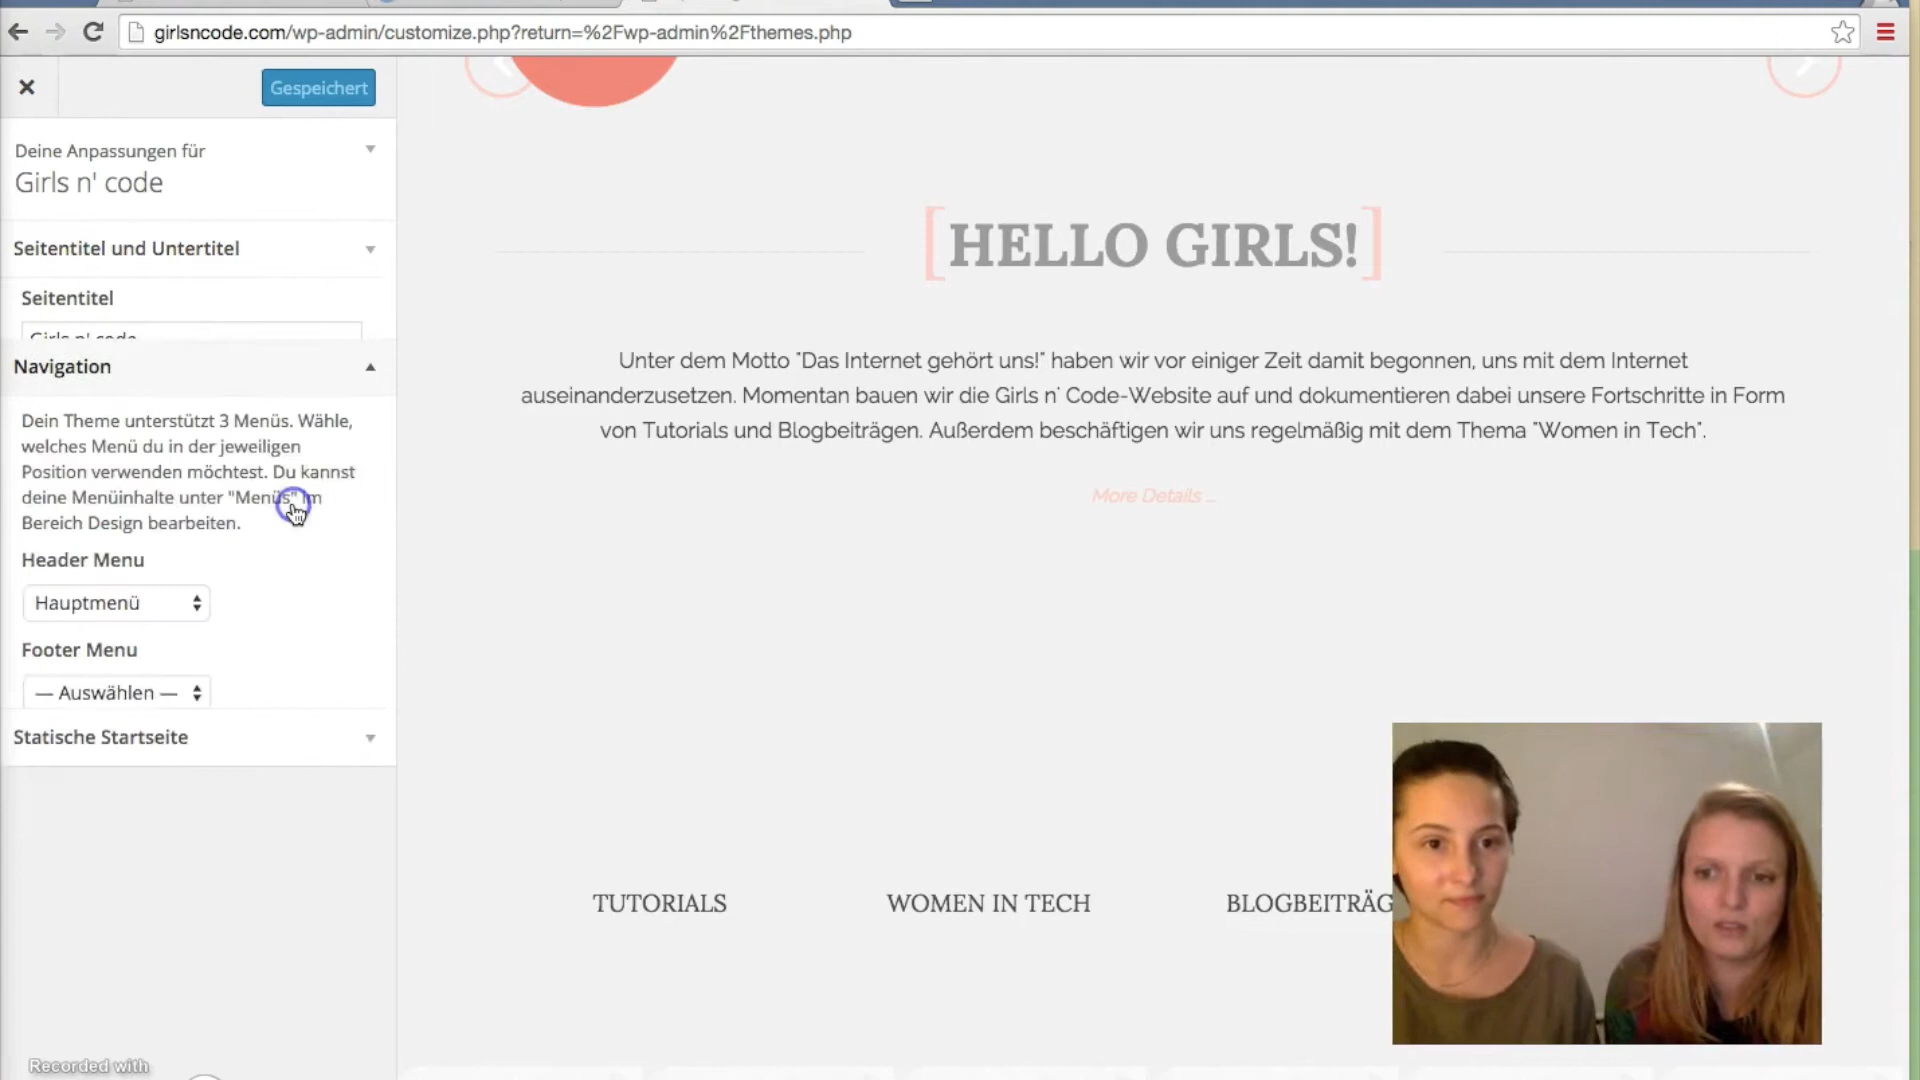 girlsncode.com/wp-admin/customize.php?return=%2Fwp-admin%2Fthemes.php
Gespeichert
Deine Anpassungen für
Girls n' code
Seitentitel und Untertitel
Seitentitel
Girls n' code
Navigation
Dein Theme unterstützt 3 Menüs. Wähle,
welches Menü du in der jeweiligen
Position verwenden möchtest. Du kannst
deine Menüinhalte unter "Menüs" im
Bereich Design bearbeiten.
Header Menu
Hauptmenü
Footer Menu
— Auswählen —
Statische Startseite
[HELLO GIRLS!]
Unter dem Motto "Das Internet gehört uns!" haben wir vor einiger Zeit damit begonnen, uns mit dem Internet
auseinanderzusetzen. Momentan bauen wir die Girls n' Code-Website auf und dokumentieren dabei unsere Fortschritte in Form
von Tutorials und Blogbeiträgen. Außerdem beschäftigen wir uns regelmäßig mit dem Thema "Women in Tech".
More Details ...
TUTORIALS
WOMEN IN TECH
BLOGBEITRÄG
Recorded with